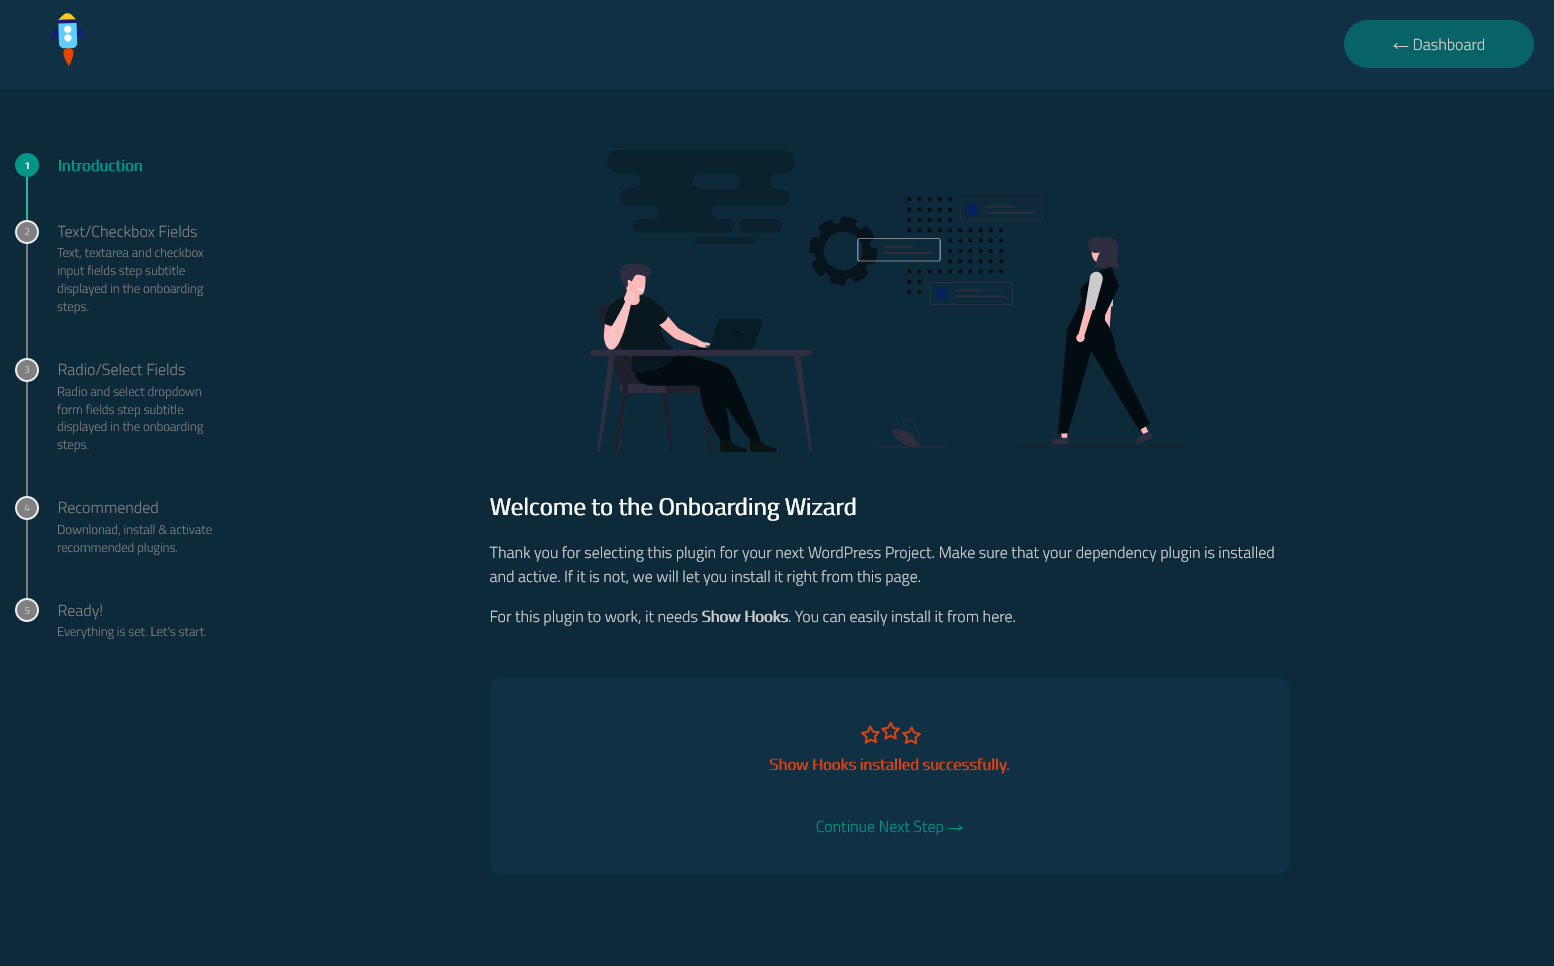 ← Dashboard
1
Introduction
2
Text/Checkbox Fields
Text, textarea and checkbox
input fields step subtitle
displayed in the onboarding
steps.
3
Radio/Select Fields
Radio and select dropdown
form fields step subtitle
displayed in the onboarding
steps.
4
Recommended
Downlonad, install & activate
recommended plugins.
5
Ready!
Everything is set. Let's start.
Welcome to the Onboarding Wizard
Thank you for selecting this plugin for your next WordPress Project. Make sure that your dependency plugin is installed
and active. If it is not, we will let you install it right from this page.
For this plugin to work, it needs Show Hooks. You can easily install it from here.
Show Hooks installed successfully.
Continue Next Step →